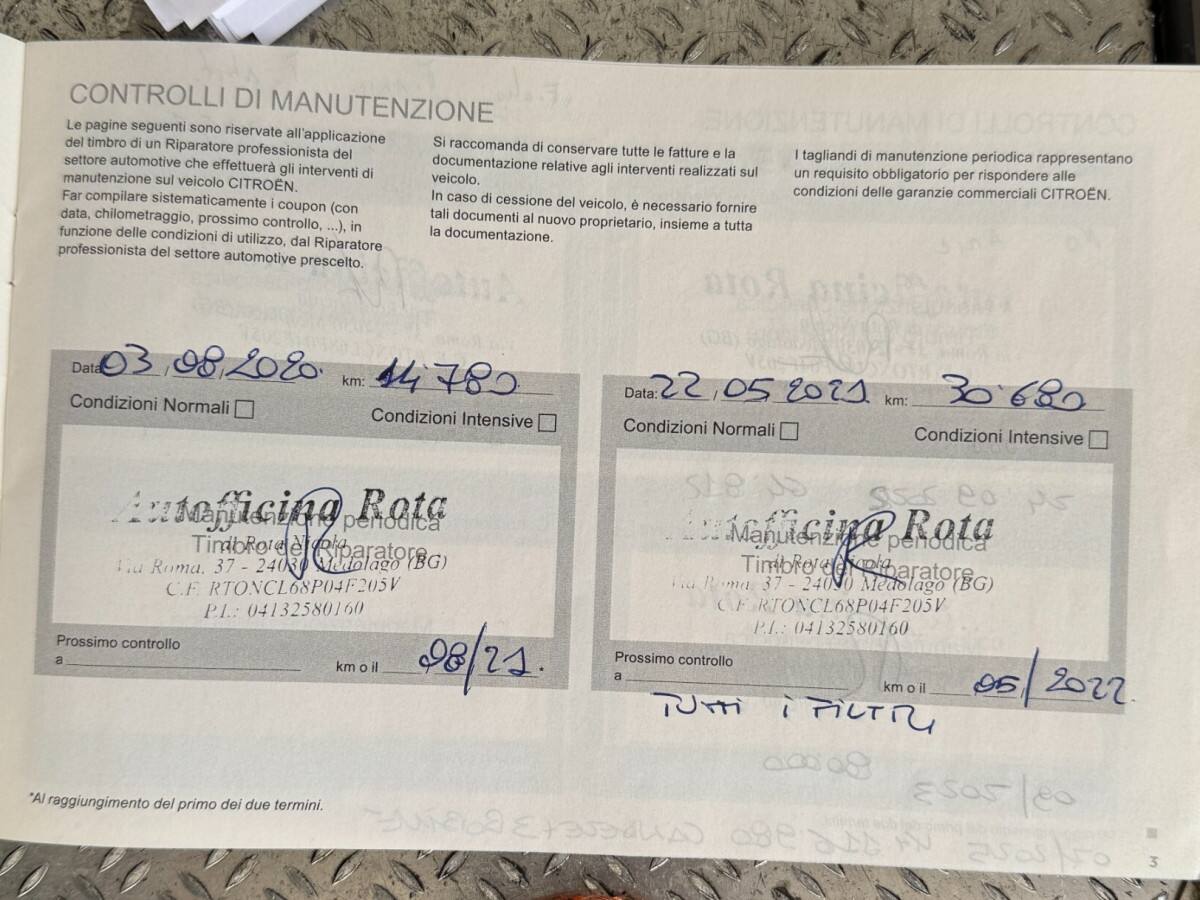 CONTROLLI DI MANUTENZIONE
Le pagine seguenti sono riservate all'applicazione
del timbro di un Riparatore professionista del
settore automotive che effettuerà gli interventi di
manutenzione sul veicolo CITROËN.
Far compilare sistematicamente i coupon (con
data, chilometraggio, prossimo controllo, ...), in
funzione delle condizioni di utilizzo, dal Riparatore
professionista del settore automotive prescelto.
Si raccomanda di conservare tutte le fatture e la
documentazione relative agli interventi realizzati sul
veicolo.
In caso di cessione del veicolo, è necessario fornire
tali documenti al nuovo proprietario, insieme a tutta
la documentazione.
I tagliandi di manutenzione periodica rappresentano
un requisito obbligatorio per rispondere alle
condizioni delle garanzie commerciali CITROËN.
Data: 03/08/2020 km: 14.780
Condizioni Normali Condizioni Intensive
Autofficina Rota
Manutenzione periodica
di Rota Nicola
Timbro del Riparatore
Via Roma, 37 - 24030 Medolago (BG)
C.F. RTONCL68P04F205V
P.I.: 04132580160
Prossimo controllo
a km o il 08/21.*
Data: 22/05 2021 km: 30.680
Condizioni Normali Condizioni Intensive
Autofficina Rota
Manutenzione periodica
di Rota Nicola
Timbro del Riparatore
Via Roma, 37 - 24030 Medolago (BG)
C.F. RTONCL68P04F205V
P.I.: 04132580160
Prossimo controllo
a km o il 05/2022
TUTTI I FILTRI
*Al raggiungimento del primo dei due termini.
3